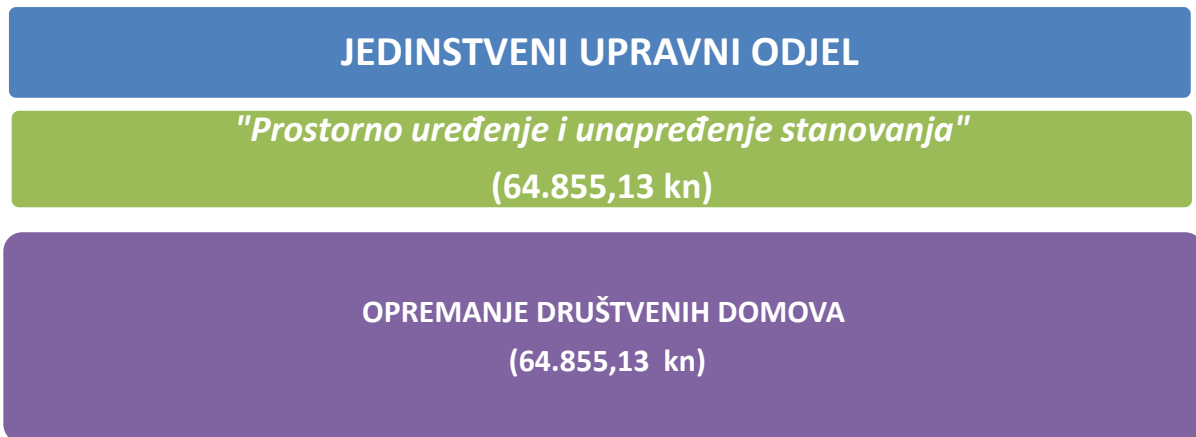 JEDINSTVENI UPRAVNI ODJEL
"Prostorno uređenje i unapređenje stanovanja"
(64.855,13 kn)
OPREMANJE DRUŠTVENIH DOMOVA
(64.855,13 kn)